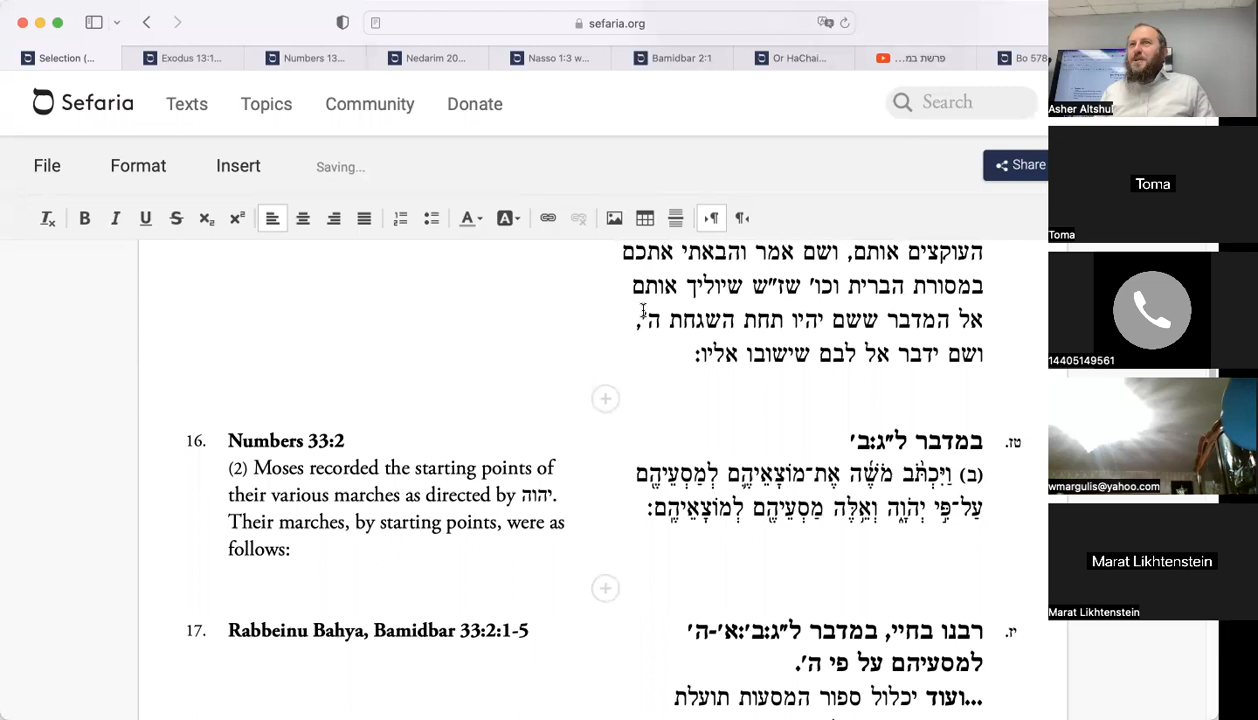 sefaria.org
Selection (...
Exodus 13:1...
Numbers 13...
Nedarim 20...
Nasso 1:3 w...
Bamidbar 2:1
Or HaChai...
פרשת במ...
Bo 578
Sefaria
Texts
Topics
Community
Donate
Search
File
Format
Insert
Saving...
Share
העוקצים אותם, ושם אמר והבאתי אתכם
במסורת הברית וכו' שז"ש שיוליך אותם
אל המדבר ששם יהיו תחת השגחת ה',
ושם ידבר אל לבם שישובו אליו:
16. Numbers 33:2
(2) Moses recorded the starting points of
their various marches as directed by יהוה.
Their marches, by starting points, were as
follows:
טז. במדבר ל״ג:ב׳
(ב) וַיִּכְתֹּ֨ב מֹשֶׁ֜ה אֶת־מוֹצָאֵיהֶ֛ם לְמַסְעֵיהֶ֖ם
עַל־פִּ֣י יְהֹוָ֑ה וְאֵ֥לֶּה מַסְעֵיהֶ֖ם לְמוֹצָאֵיהֶֽם׃
17. Rabbeinu Bahya, Bamidbar 33:2:1-5
יז. רבנו בחיי, במדבר ל״ג:ב׳:א׳-ה׳
למסעיהם על פי ה'.
...ועוד יכלול ספור המסעות תועלת
Asher Altshul
Toma
Toma
14405149561
wmargulis@yahoo.com
Marat Likhtenstein
Marat Likhtenstein